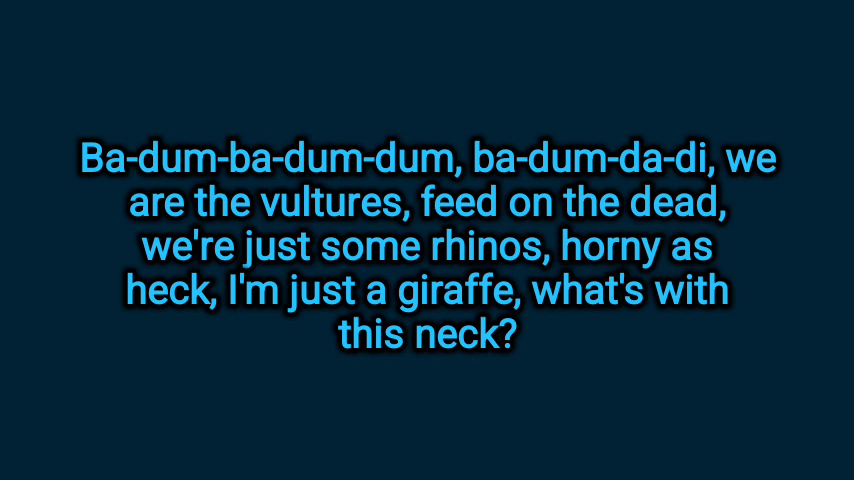 Ba-dum-ba-dum-dum, ba-dum-da-di, we
are the vultures, feed on the dead,
we're just some rhinos, horny as
heck, I'm just a giraffe, what's with
this neck?